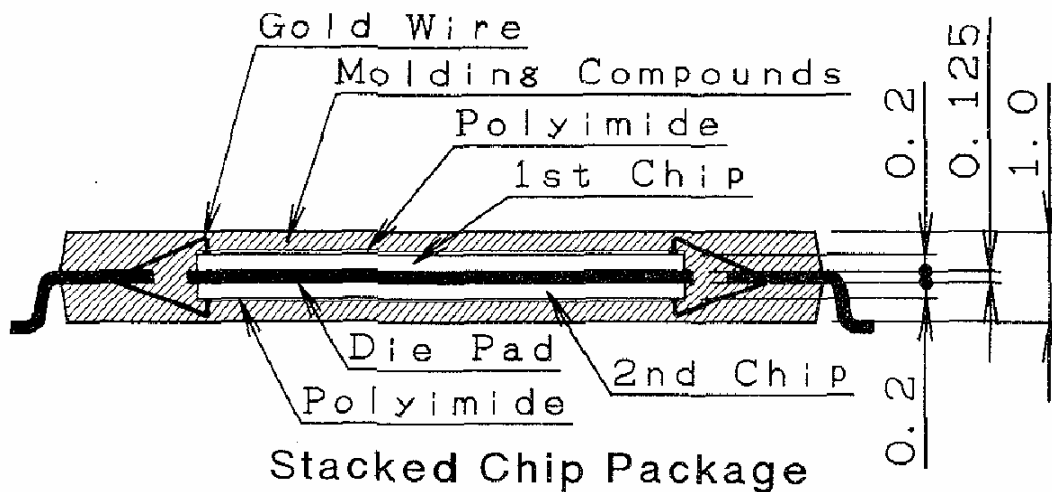 Gold Wire
Molding Compounds
Polyimide
1st Chip
0.2
0.125
1.0
Die Pad
2nd Chip
Polyimide
0.2
Stacked Chip Package